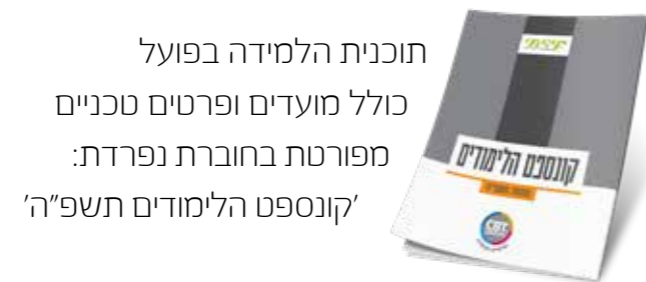 תוכנית הלמידה בפועל
כולל מועדים ופרטים טכניים
מפורטת בחוברת נפרדת:
'קונספט הלימודים תשפ"ה'
קונספט הלימודים